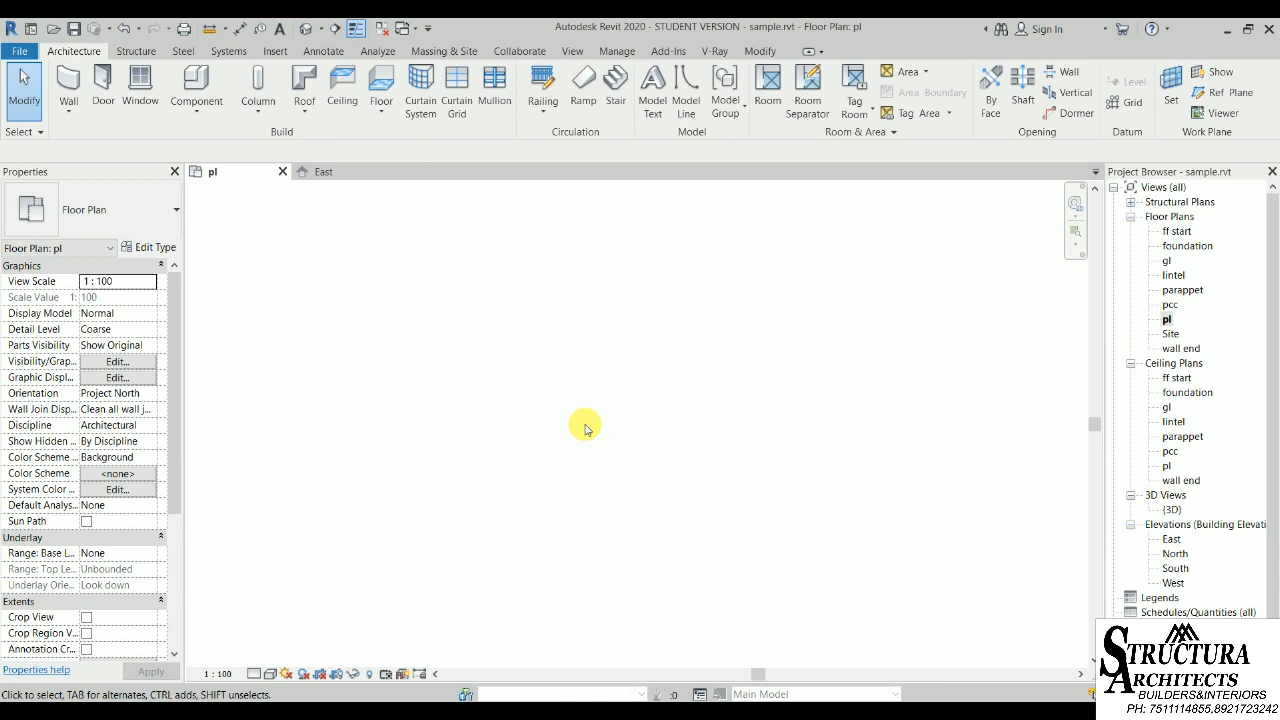 Autodesk Revit 2020 - STUDENT VERSION - sample.rvt - Floor Plan: pl
Sign In
File Architecture Structure Steel Systems Insert Annotate Analyze Massing & Site Collaborate View Manage Add-Ins V-Ray Modify
Modify Wall Door Window Component Column Roof Ceiling Floor Curtain System Curtain Grid Mullion Railing Ramp Stair Model Text Model Line Model Group Room Room Separator Tag Room Area Area Boundary Tag Area By Face Shaft Wall Vertical Dormer Level Grid Set Show Ref Plane Viewer
Select Build Circulation Model Room & Area Opening Datum Work Plane
Properties
pl
East
Project Browser - sample.rvt
Floor Plan
Floor Plan: pl
Edit Type
Graphics
View Scale 1 : 100
Scale Value 1: 100
Display Model Normal
Detail Level Coarse
Parts Visibility Show Original
Visibility/Grap... Edit...
Graphic Displ... Edit...
Orientation Project North
Wall Join Disp... Clean all wall j...
Discipline Architectural
Show Hidden ... By Discipline
Color Scheme ... Background
Color Scheme <none>
System Color ... Edit...
Default Analys... None
Sun Path
Underlay
Range: Base L... None
Range: Top Le... Unbounded
Underlay Orie... Look down
Extents
Crop View
Crop Region V...
Annotation Cr...
Properties help
Apply
Views (all)
Structural Plans
Floor Plans
ff start
foundation
gl
lintel
parappet
pcc
pl
Site
wall end
Ceiling Plans
ff start
foundation
gl
lintel
parappet
pcc
pl
wall end
3D Views
{3D}
Elevations (Building Elevati
East
North
South
West
Legends
Schedules/Quantities (all)
1 : 100
Click to select, TAB for alternates, CTRL adds, SHIFT unselects.
:0
Main Model
STRUCTURA
ARCHITECTS
BUILDERS&INTERIORS
PH: 7511114855,8921723242